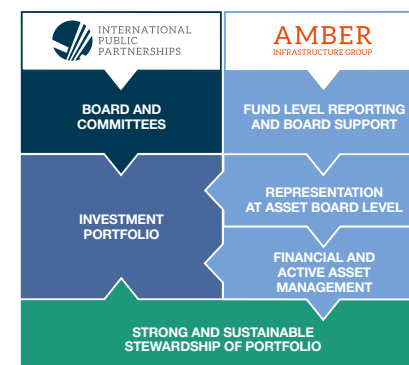 INTERNATIONAL
PUBLIC
PARTNERSHIPS
AMBER
INFRASTRUCTURE GROUP
BOARD AND
COMMITTEES
FUND LEVEL REPORTING
AND BOARD SUPPORT
INVESTMENT
PORTFOLIO
REPRESENTATION
AT ASSET BOARD LEVEL
FINANCIAL AND
ACTIVE ASSET
MANAGEMENT
STRONG AND SUSTAINABLE
STEWARDSHIP OF PORTFOLIO